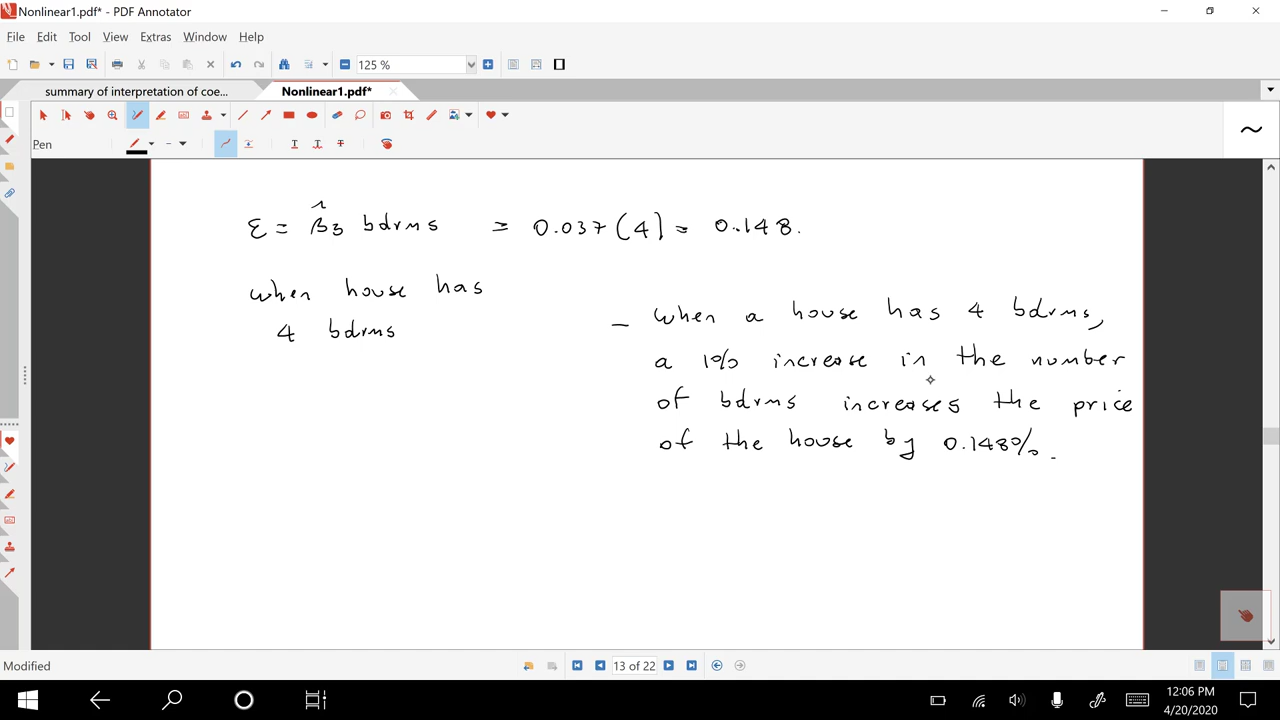 Nonlinear1.pdf* - PDF Annotator
File Edit Tool View Extras Window Help
125 %
summary of interpretation of coe...
Nonlinear1.pdf*
Pen
ε = β̂3 bdrms = 0.037 (4) = 0.148.
when house has
4 bdrms
– when a house has 4 bdrms,
a 1% increase in the number
of bdrms increases the price
of the house by 0.148%.
Modified
13 of 22
12:06 PM
4/20/2020